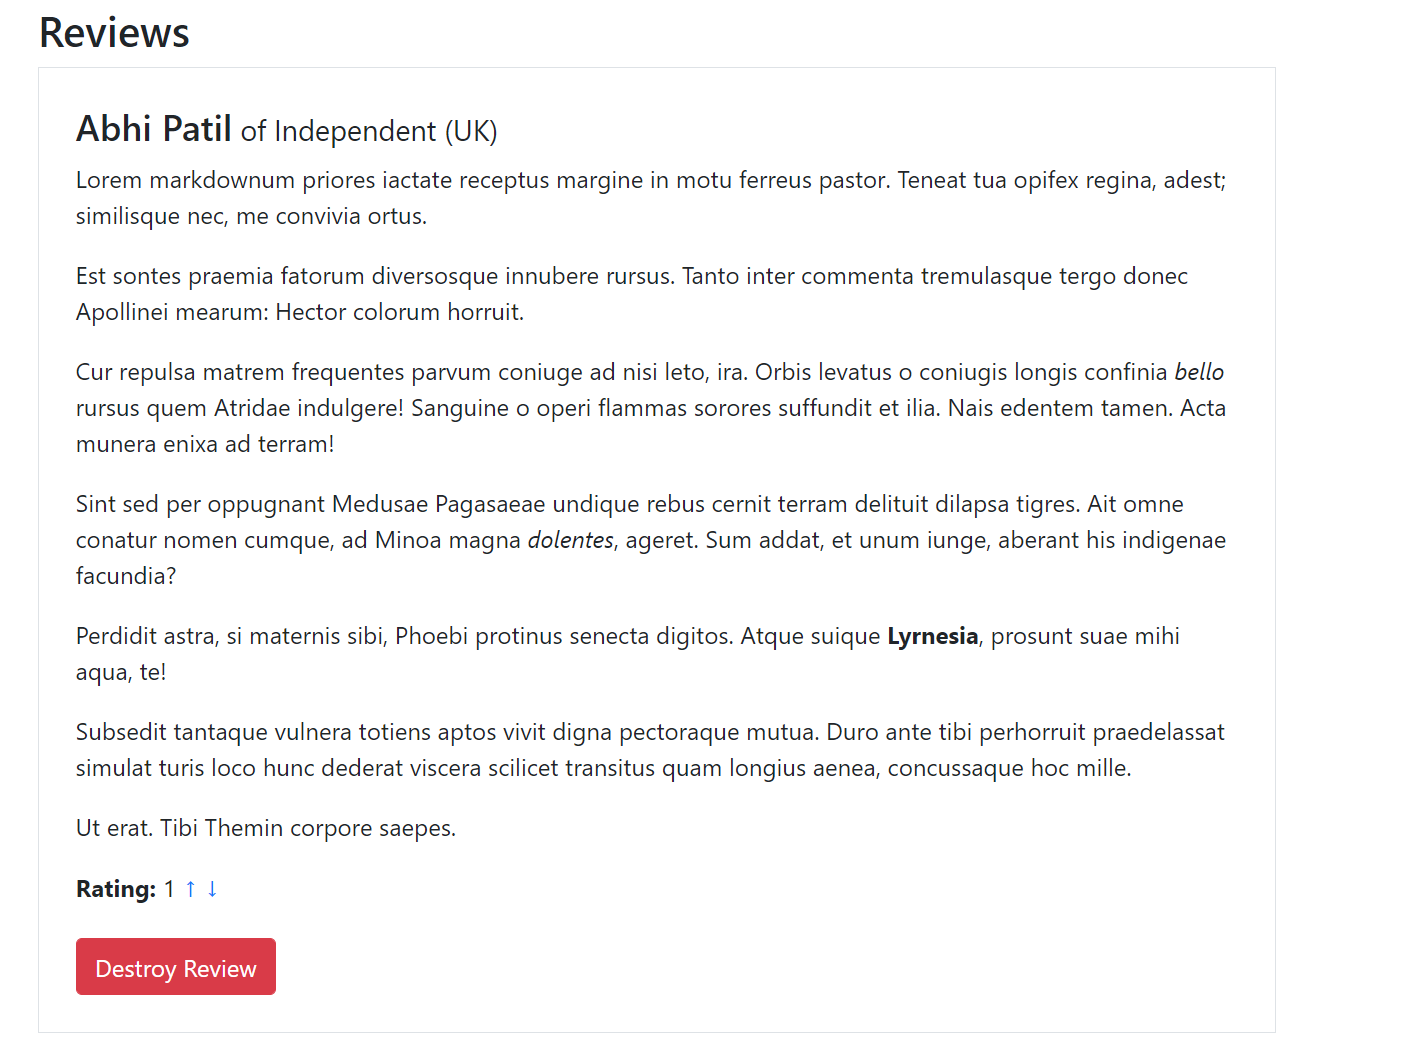 Reviews
Abhi Patil of Independent (UK)
Lorem markdownum priores iactate receptus margine in motu ferreus pastor. Teneat tua opifex regina, adest;
similisque nec, me convivia ortus.
Est sontes praemia fatorum diversosque innubere rursus. Tanto inter commenta tremulasque tergo donec
Apollinei mearum: Hector colorum horruit.
Cur repulsa matrem frequentes parvum coniuge ad nisi leto, ira. Orbis levatus o coniugis longis confinia bello
rursus quem Atridae indulgere! Sanguine o operi flammas sorores suffundit et ilia. Nais edentem tamen. Acta
munera enixa ad terram!
Sint sed per oppugnant Medusae Pagasaeae undique rebus cernit terram delituit dilapsa tigres. Ait omne
conatur nomen cumque, ad Minoa magna dolentes, ageret. Sum addat, et unum iunge, aberant his indigenae
facundia?
Perdidit astra, si maternis sibi, Phoebi protinus senecta digitos. Atque suique Lyrnesia, prosunt suae mihi
aqua, te!
Subsedit tantaque vulnera totiens aptos vivit digna pectoraque mutua. Duro ante tibi perhorruit praedelassat
simulat turis loco hunc dederat viscera scilicet transitus quam longius aenea, concussaque hoc mille.
Ut erat. Tibi Themin corpore saepes.
Rating: 1 ↑ ↓
Destroy Review